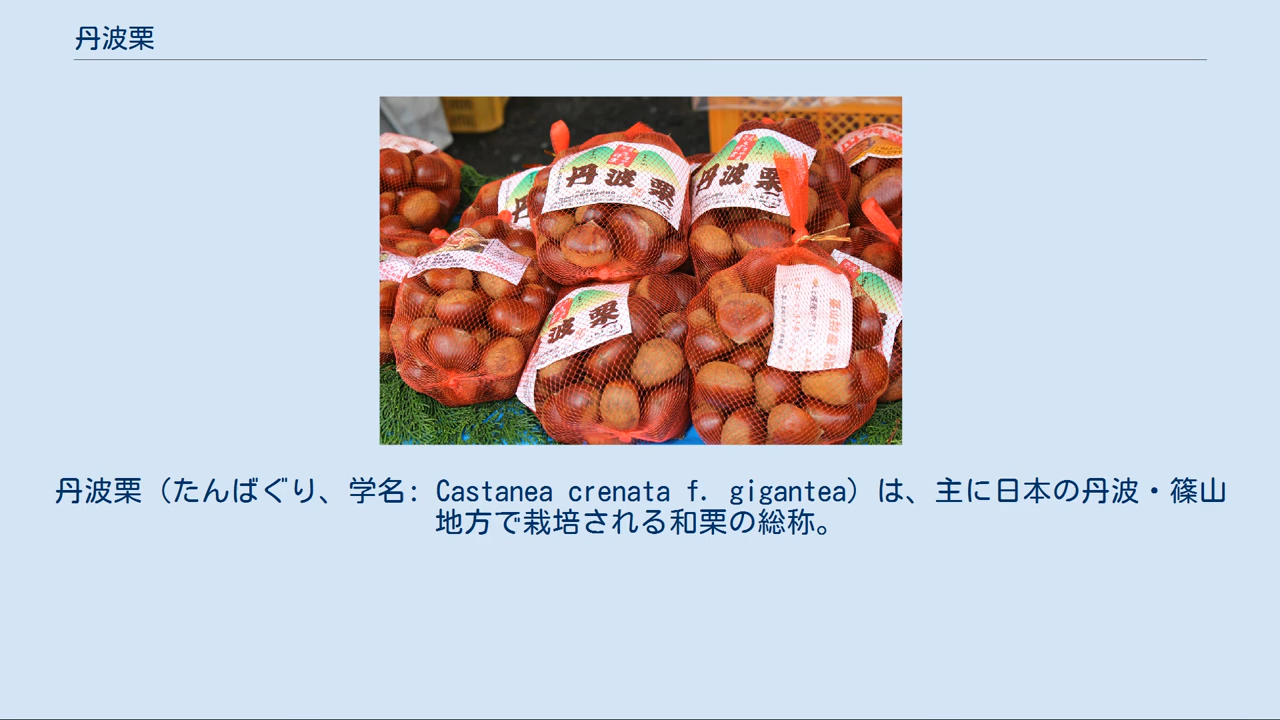 丹波栗
丹波栗
丹波栗
波栗
丹波栗（たんばぐり、学名: Castanea crenata f. gigantea）は、主に日本の丹波・篠山
地方で栽培される和栗の総称。